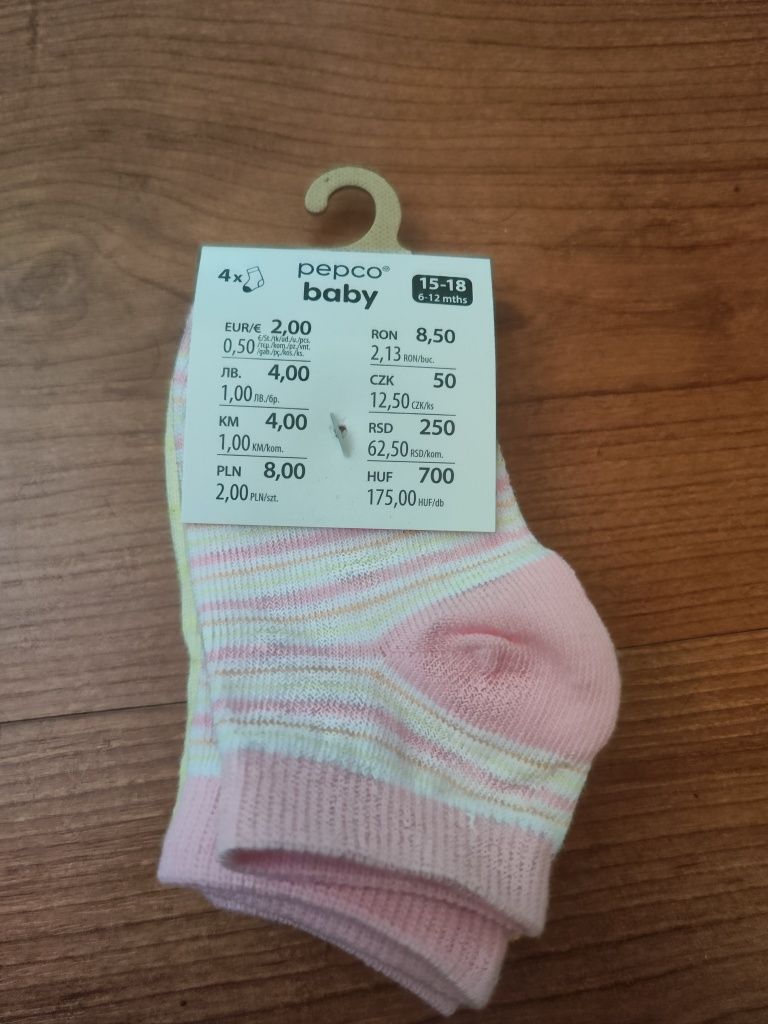 4x
pepco®
baby
15-18
6-12 mths
EUR/€ 2,00
0,50 €/St./tk/ud./u./pcs.
/тер./kom./pz./vnt.
/gab./pç/kos./ks.
ЛВ. 4,00
1,00 ЛВ./бр.
KM 4,00
1,00 KM/kom.
PLN 8,00
2,00 PLN/szt.
RON 8,50
2,13 RON/buc.
CZK 50
12,50 CZK/ks
RSD 250
62,50 RSD/kom.
HUF 700
175,00 HUF/db